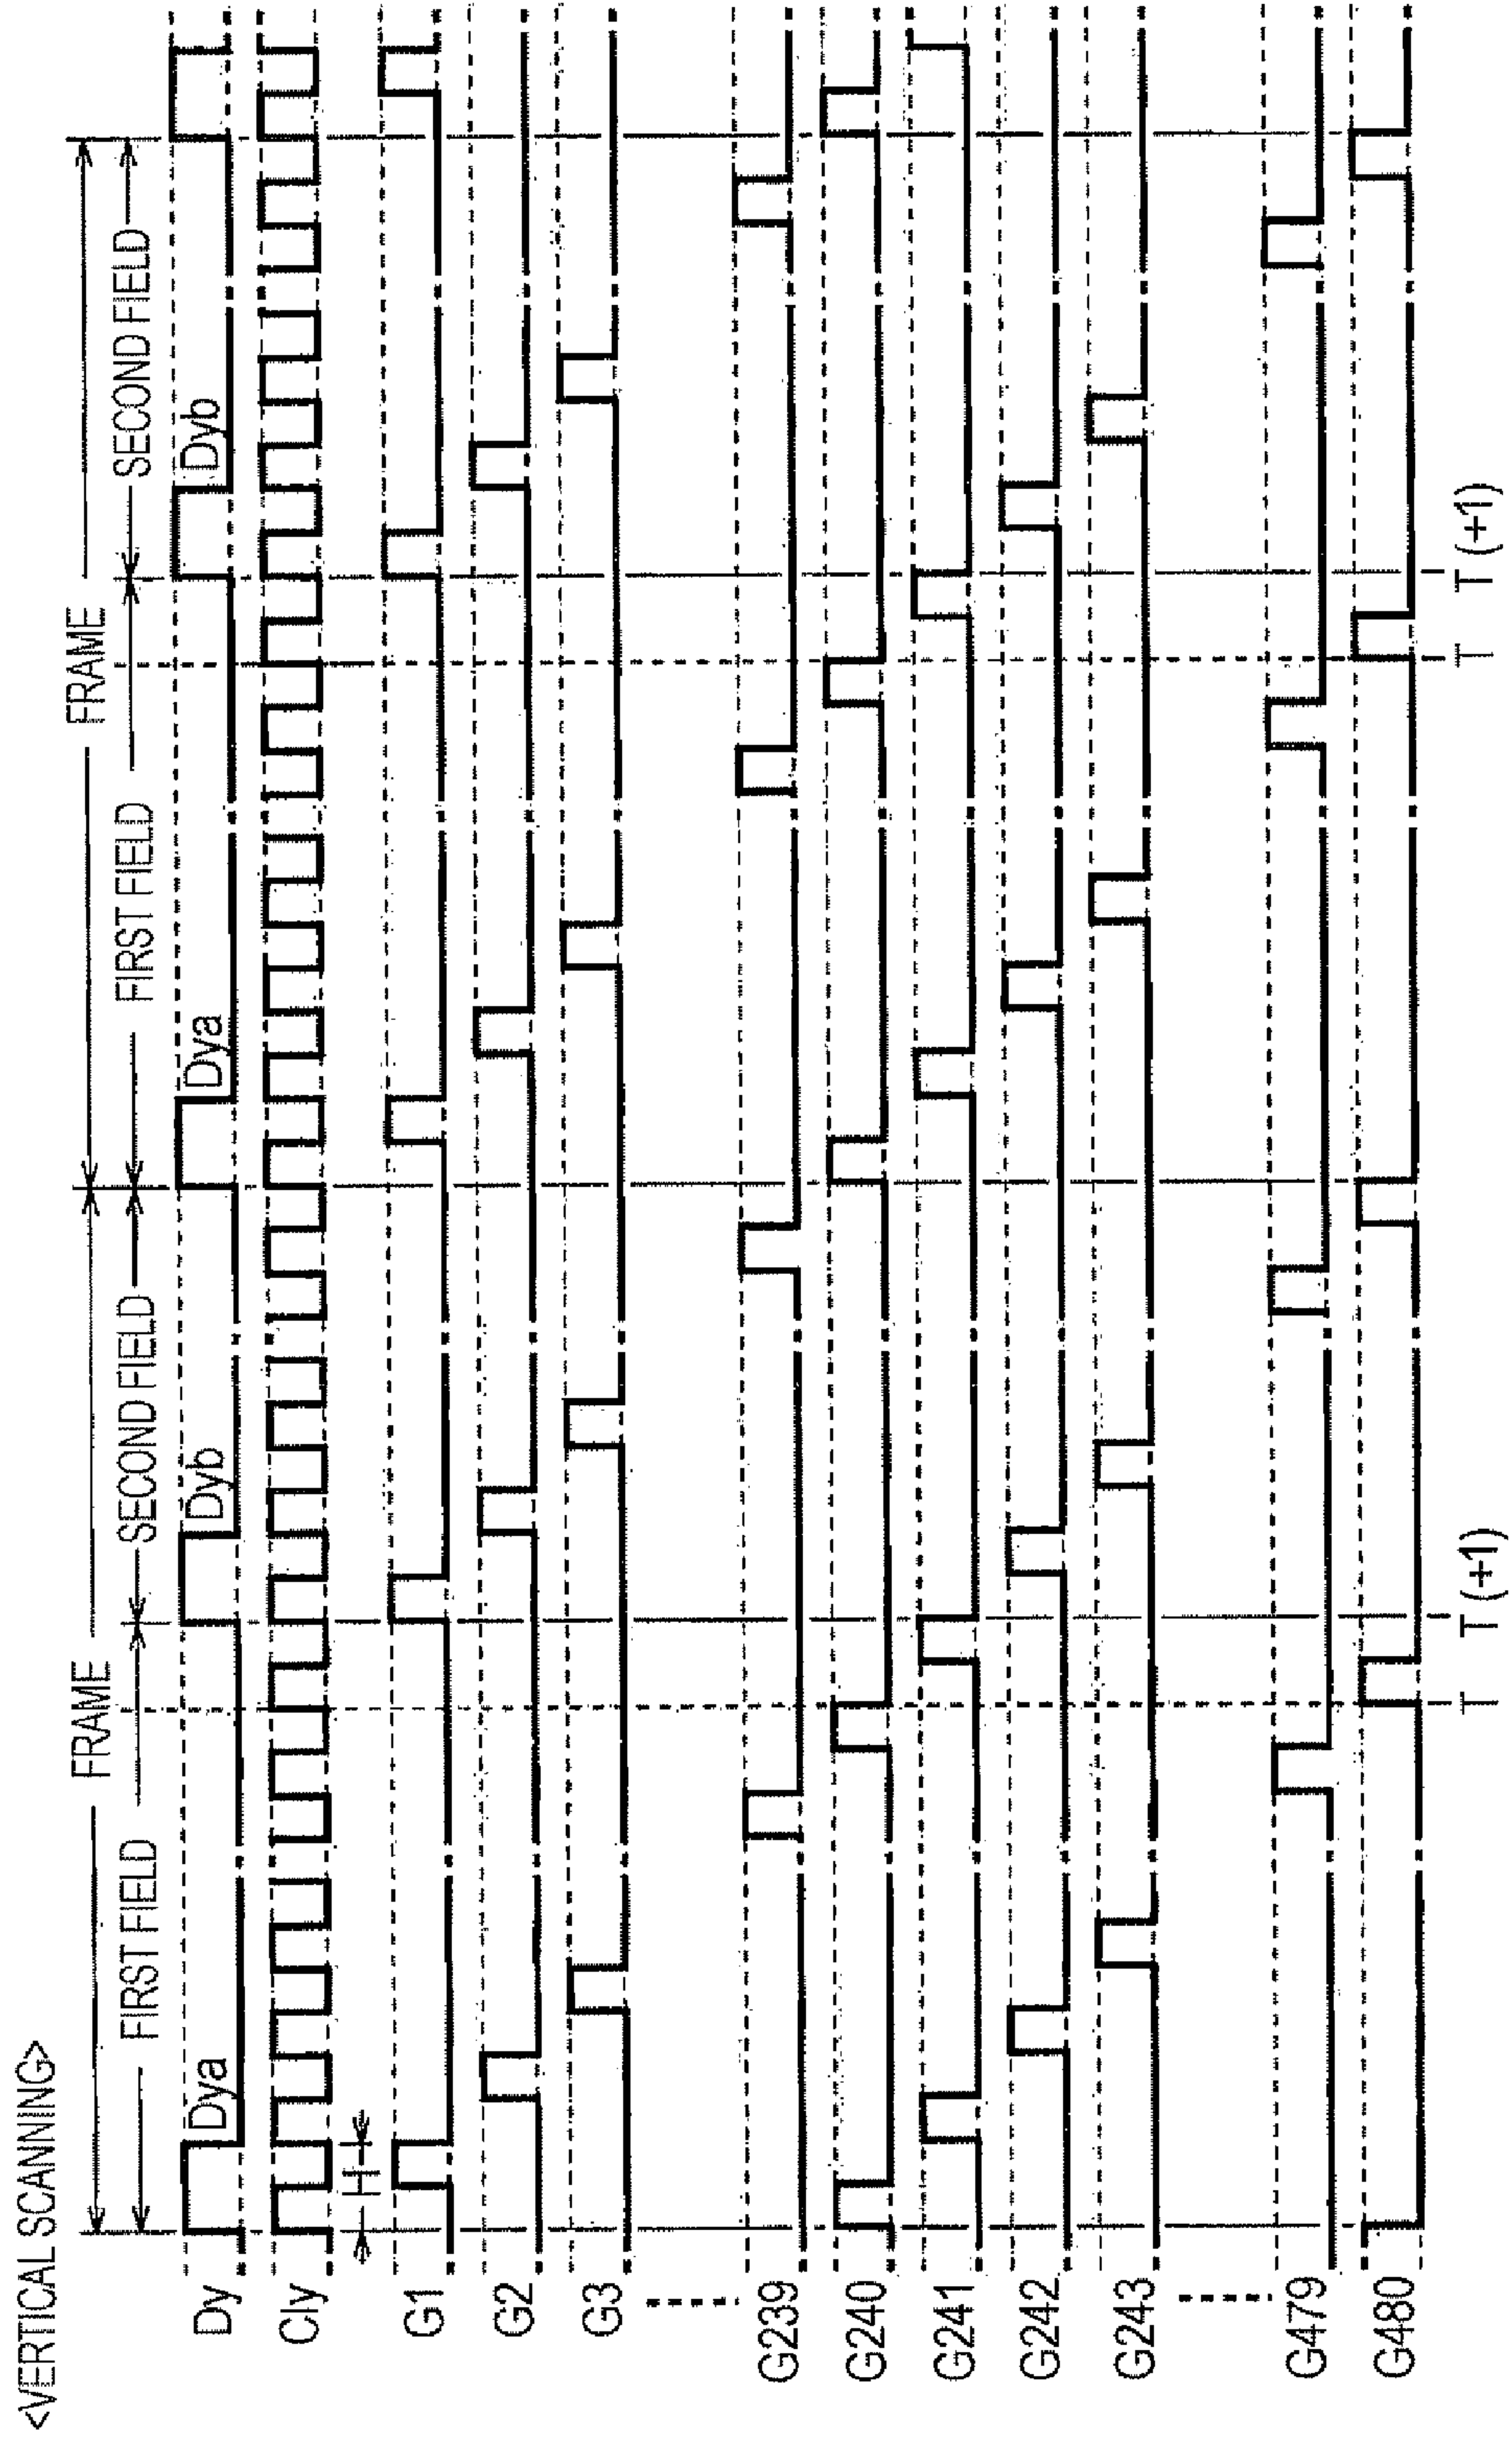 <VERTICAL SCANNING>
FRAME FRAME
FIRST FIELD SECOND FIELD FIRST FIELD SECOND FIELD
Dy Dya Dyb Dya Dyb
Cly
H
G1
G2
G3
G239
G240
G241
G242
G243
G479
G480
T T (+1) T T (+1)